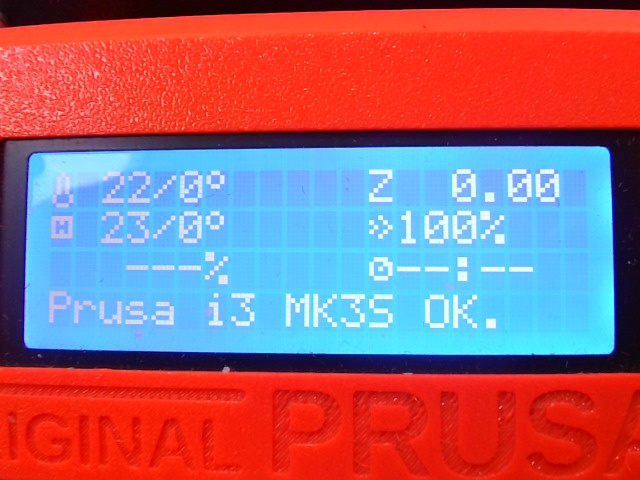 22/0° Z 0.00
H 23/0° 100%
---% --:--
Prusa i3 MK3S OK.
ORIGINAL PRUSA